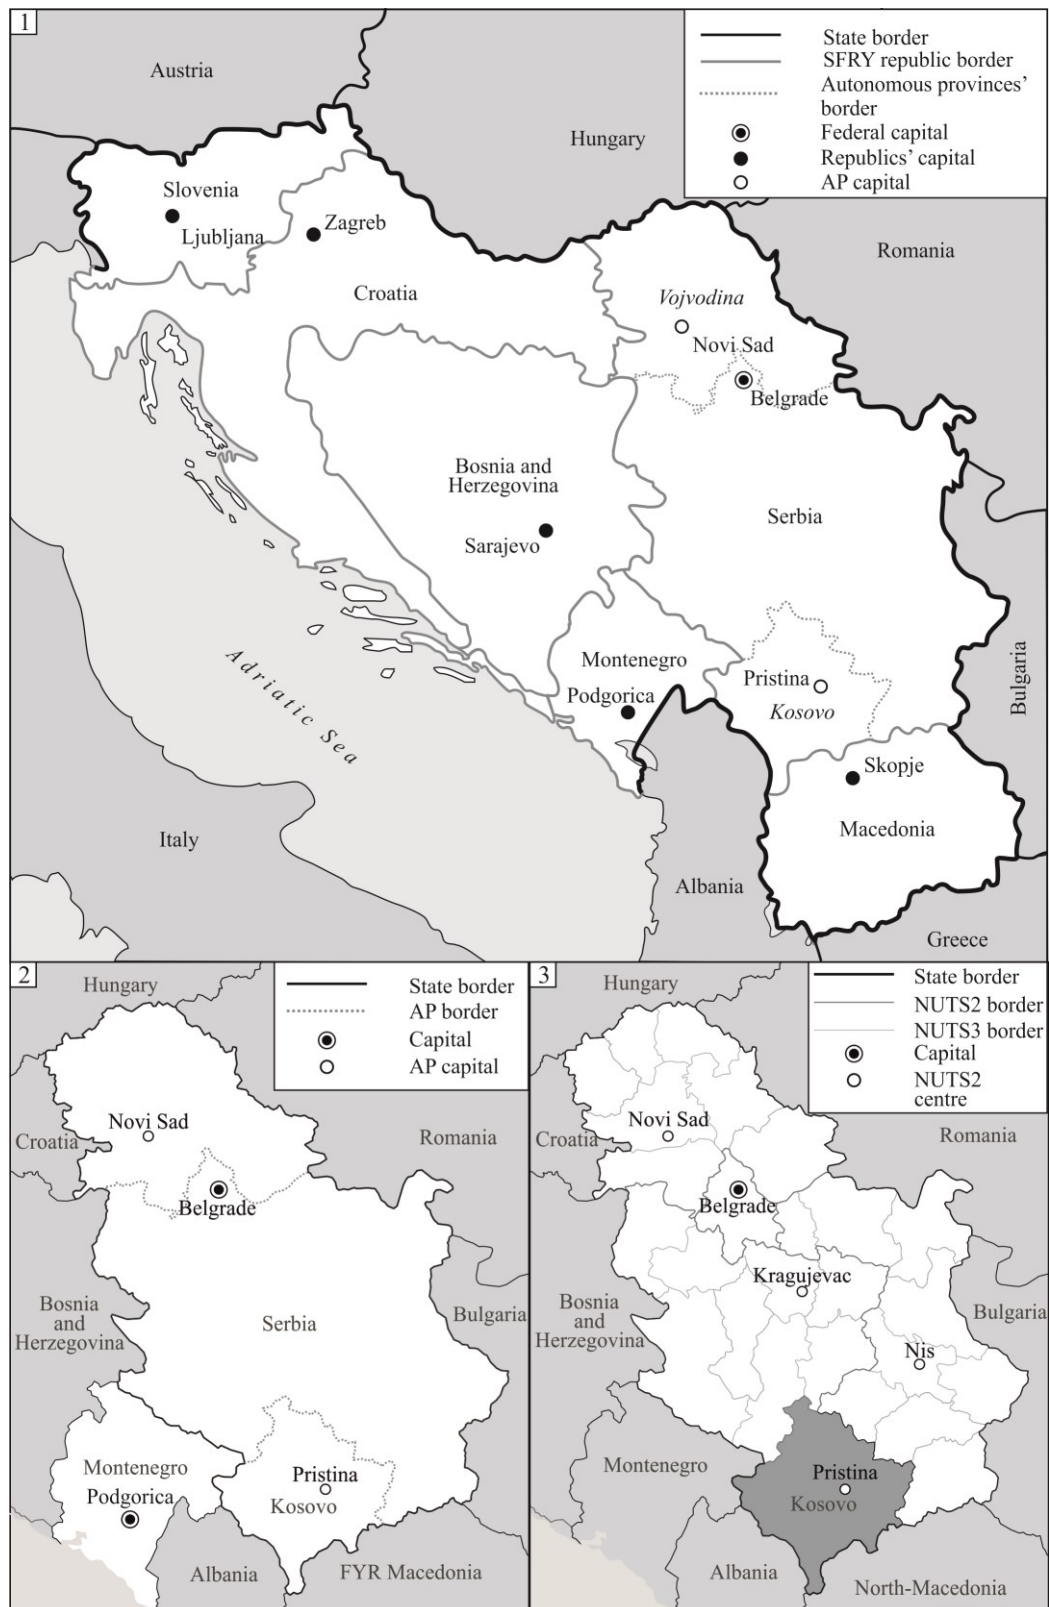 1
State border
SFRY republic border
Autonomous provinces'
border
Federal capital
Republics' capital
AP capital
Austria
Hungary
Slovenia
Ljubljana
Zagreb
Romania
Croatia
Vojvodina
Novi Sad
Belgrade
Bosnia and
Herzegovina
Serbia
Sarajevo
Montenegro
Pristina
Podgorica
Kosovo
Bulgaria
Adriatic Sea
Skopje
Italy
Macedonia
Albania
Greece
2
Hungary
State border
AP border
Capital
AP capital
Novi Sad
Croatia
Romania
Belgrade
Bosnia
and
Herzegovina
Serbia
Bulgaria
Montenegro
Podgorica
Pristina
Kosovo
Albania
FYR Macedonia
3
Hungary
State border
NUTS2 border
NUTS3 border
Capital
NUTS2
centre
Novi Sad
Croatia
Romania
Belgrade
Kragujevac
Bosnia
and
Herzegovina
Bulgaria
Nis
Montenegro
Pristina
Kosovo
Albania
North-Macedonia